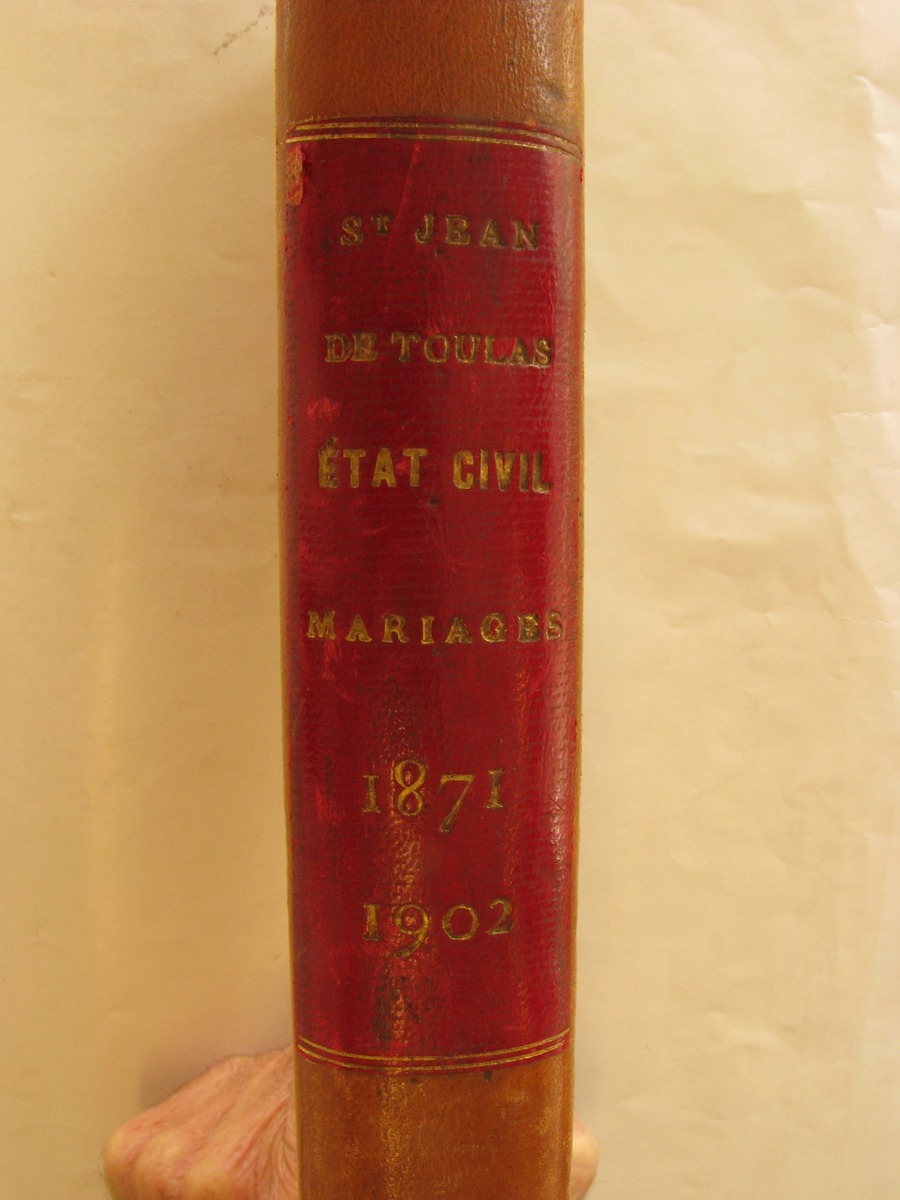 ST JEAN
DE TOULAS
ÉTAT CIVIL
MARIAGES
1871
1902